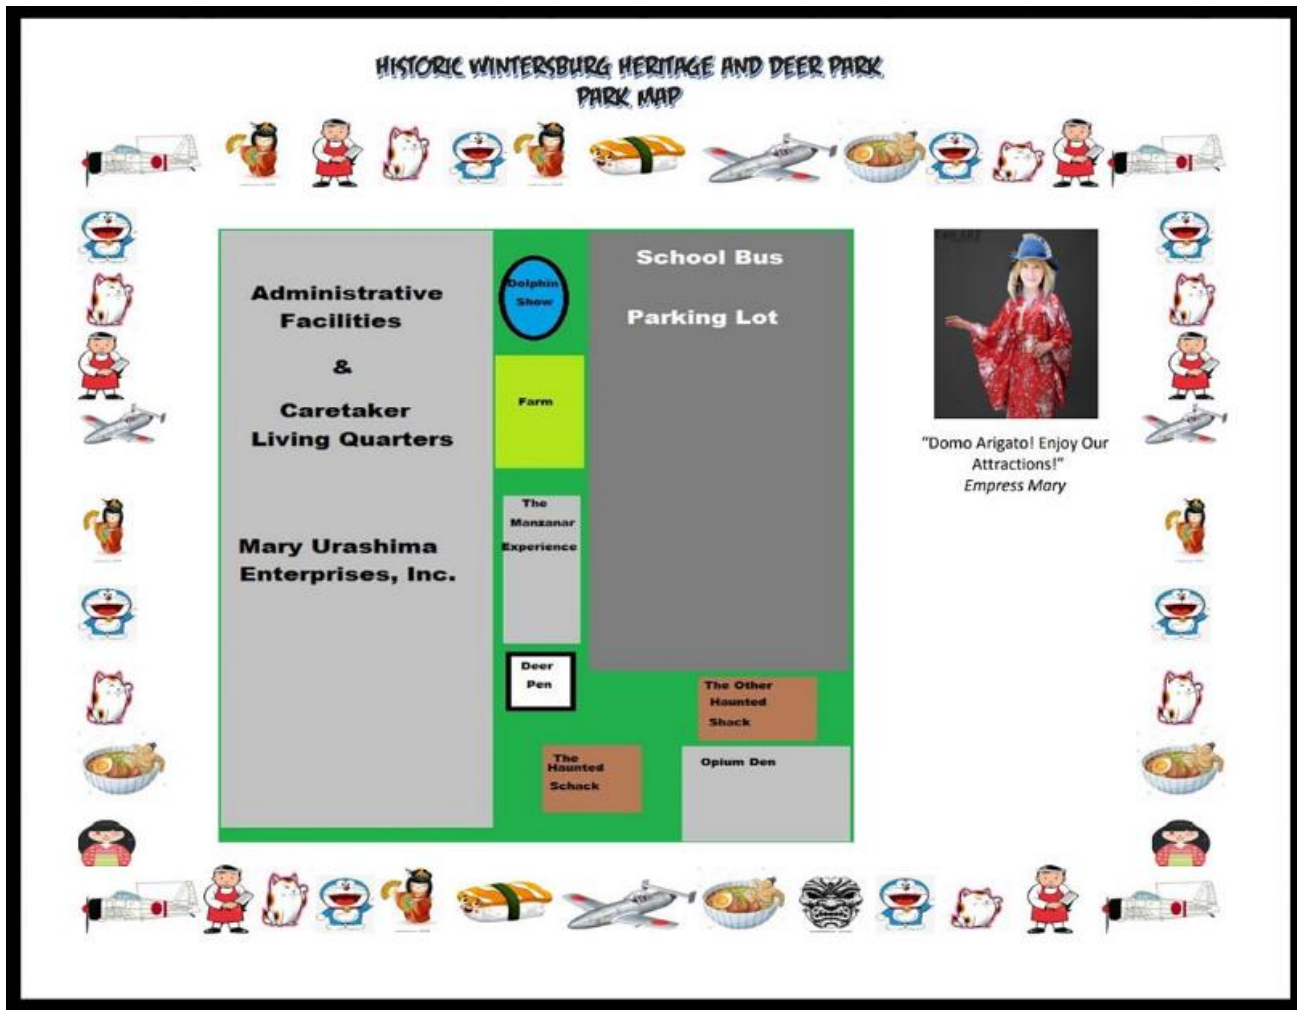 HISTORIC WINTERSBURG HERITAGE AND DEER PARK
PARK MAP
Administrative
Facilities
&
Caretaker
Living Quarters
Mary Urashima
Enterprises, Inc.
Dolphin
Show
Farm
The
Manzanar
Experience
Deer
Pen
The
Haunted
Schack
School Bus
Parking Lot
The Other
Haunted
Shack
Opium Den
"Domo Arigato! Enjoy Our
Attractions!"
Empress Mary